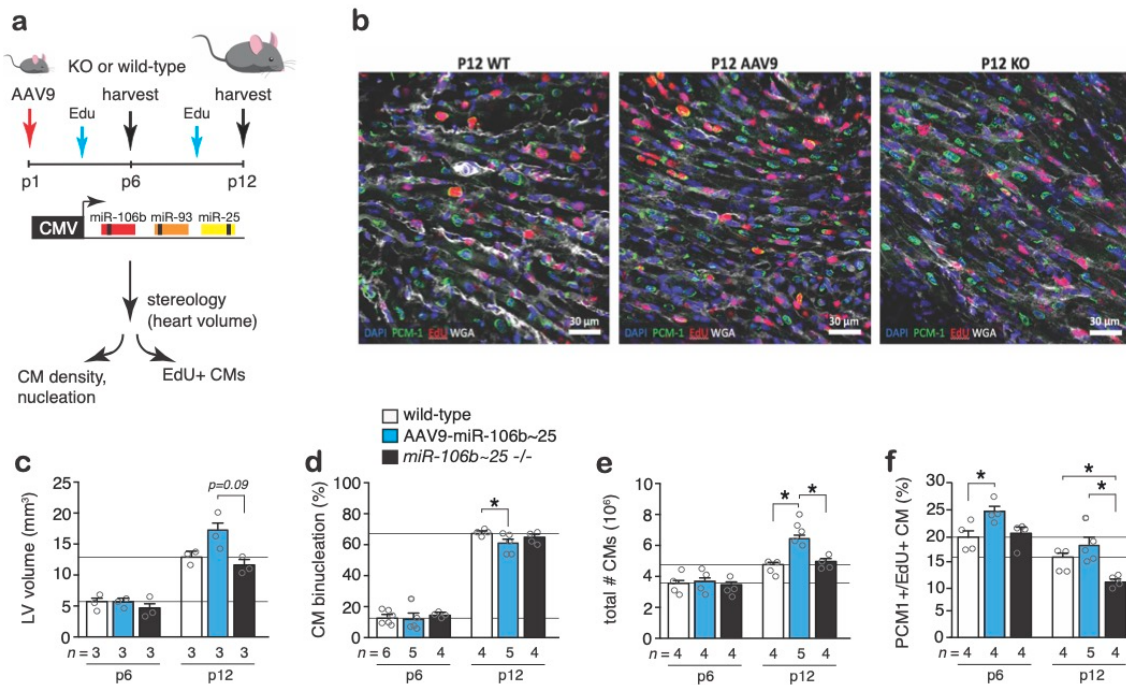 a
KO or wild-type
AAV9
Edu
harvest
Edu
harvest
p1
p6
p12
CMV
miR-106b
miR-93
miR-25
stereology
(heart volume)
CM density,
nucleation
EdU+ CMs
b
P12 WT
P12 AAV9
P12 KO
DAPI PCM-1 EdU WGA
30 μm
DAPI PCM-1 EdU WGA
30 μm
DAPI PCM-1 EdU WGA
30 μm
wild-type
AAV9-miR-106b~25
miR-106b~25 -/-
c
LV volume (mm³)
25
20
15
10
5
0
p=0.09
n = 3 3 3 3 3 3
p6 p12
d
CM binucleation (%)
100
80
60
40
20
0
*
n = 6 5 4 4 5 4
p6 p12
e
total # CMs (10⁶)
10
8
6
4
2
0
* *
n = 4 4 4 4 5 4
p6 p12
f
PCM1+/EdU+ CM (%)
30
25
20
15
10
5
0
* *
*
n = 4 4 4 4 5 4
p6 p12